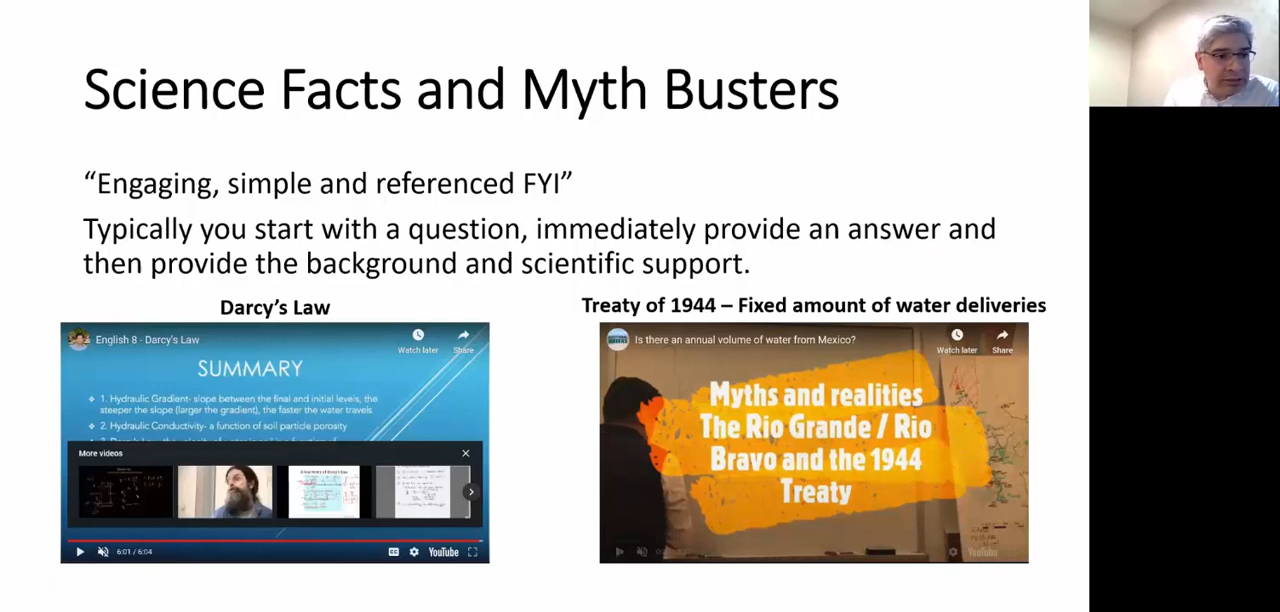 Science Facts and Myth Busters
“Engaging, simple and referenced FYI”
Typically you start with a question, immediately provide an answer and
then provide the background and scientific support.
Darcy’s Law
English 8 - Darcy's Law
Watch later
Share
SUMMARY
1. Hydraulic Gradient- slope between the final and initial levels, the
steeper the slope (larger the gradient), the faster the water travels
2. Hydraulic Conductivity- a function of soil particle porosity
More videos
6:01 / 6:04
CC
YouTube
Treaty of 1944 – Fixed amount of water deliveries
Is there an annual volume of water from Mexico?
Watch later
Share
Myths and realities
The Rio Grande / Rio
Bravo and the 1944
Treaty
YouTube